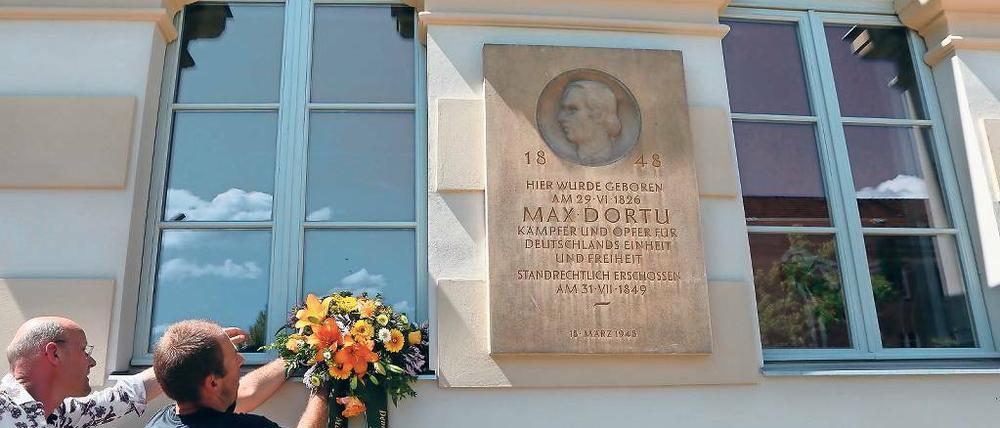 18 48
HIER WURDE GEBOREN
AM 29·VI·1826
MAX·DORTU
KÄMPFER UND OPFER FÜR
DEUTSCHLANDS EINHEIT
UND FREIHEIT
STANDRECHTLICH ERSCHOSSEN
AM 31·VII·1849
18·MÄRZ 1948